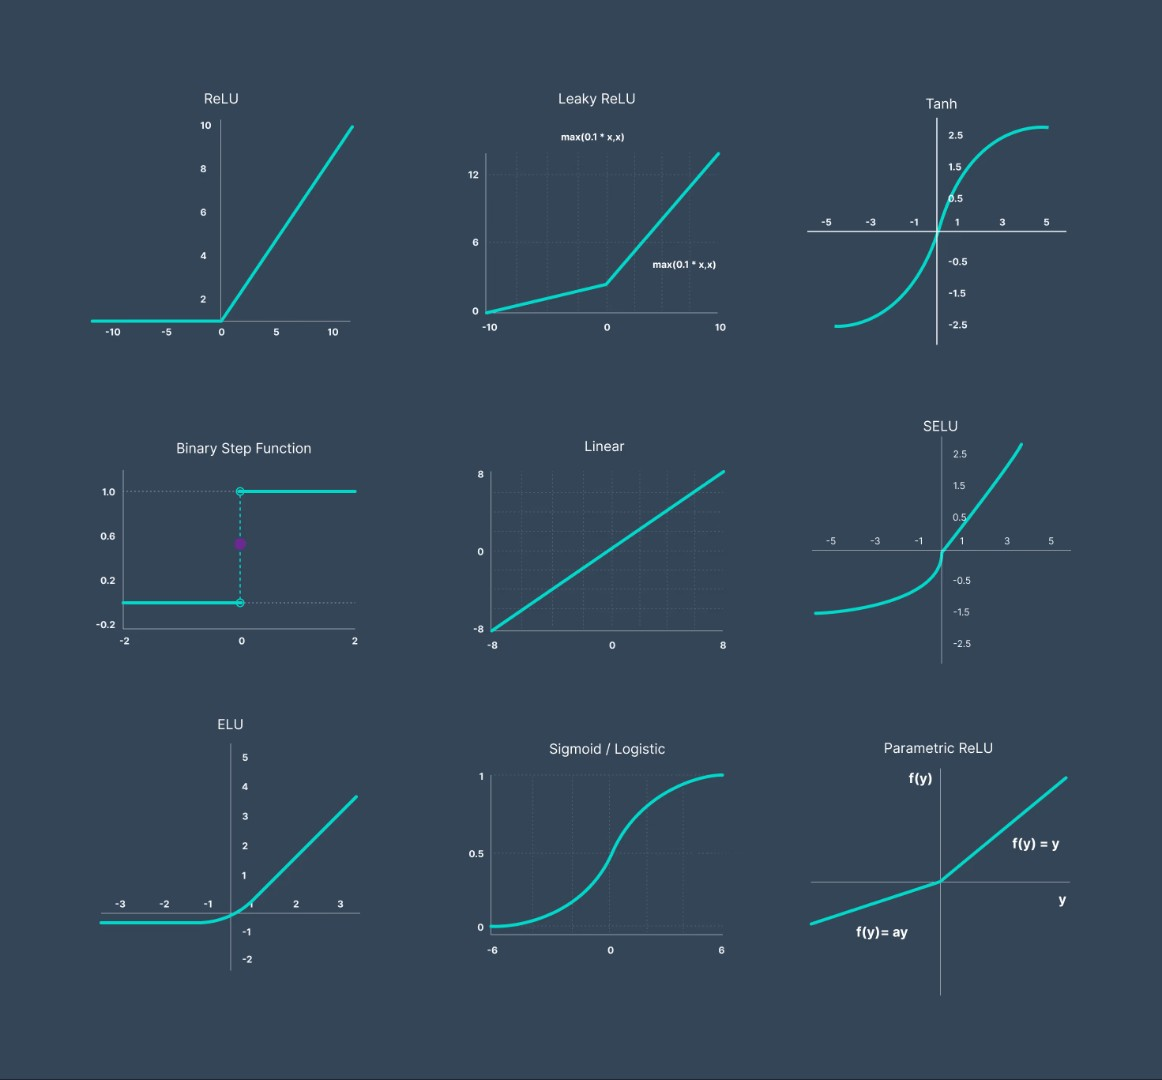 ReLU
10
8
6
4
2
-10 -5 0 5 10
Leaky ReLU
max(0.1 * x,x)
12
6
max(0.1 * x,x)
0
-10 0 10
Tanh
2.5
1.5
0.5
-5 -3 -1 1 3 5
-0.5
-1.5
-2.5
Binary Step Function
1.0
0.6
0.2
-0.2
-2 0 2
Linear
8
0
-8
-8 0 8
SELU
2.5
1.5
0.5
-5 -3 -1 1 3 5
-0.5
-1.5
-2.5
ELU
5
4
3
2
1
-3 -2 -1 1 2 3
-1
-2
Sigmoid / Logistic
1
0.5
0
-6 0 6
Parametric ReLU
f(y)
f(y) = y
y
f(y)= ay